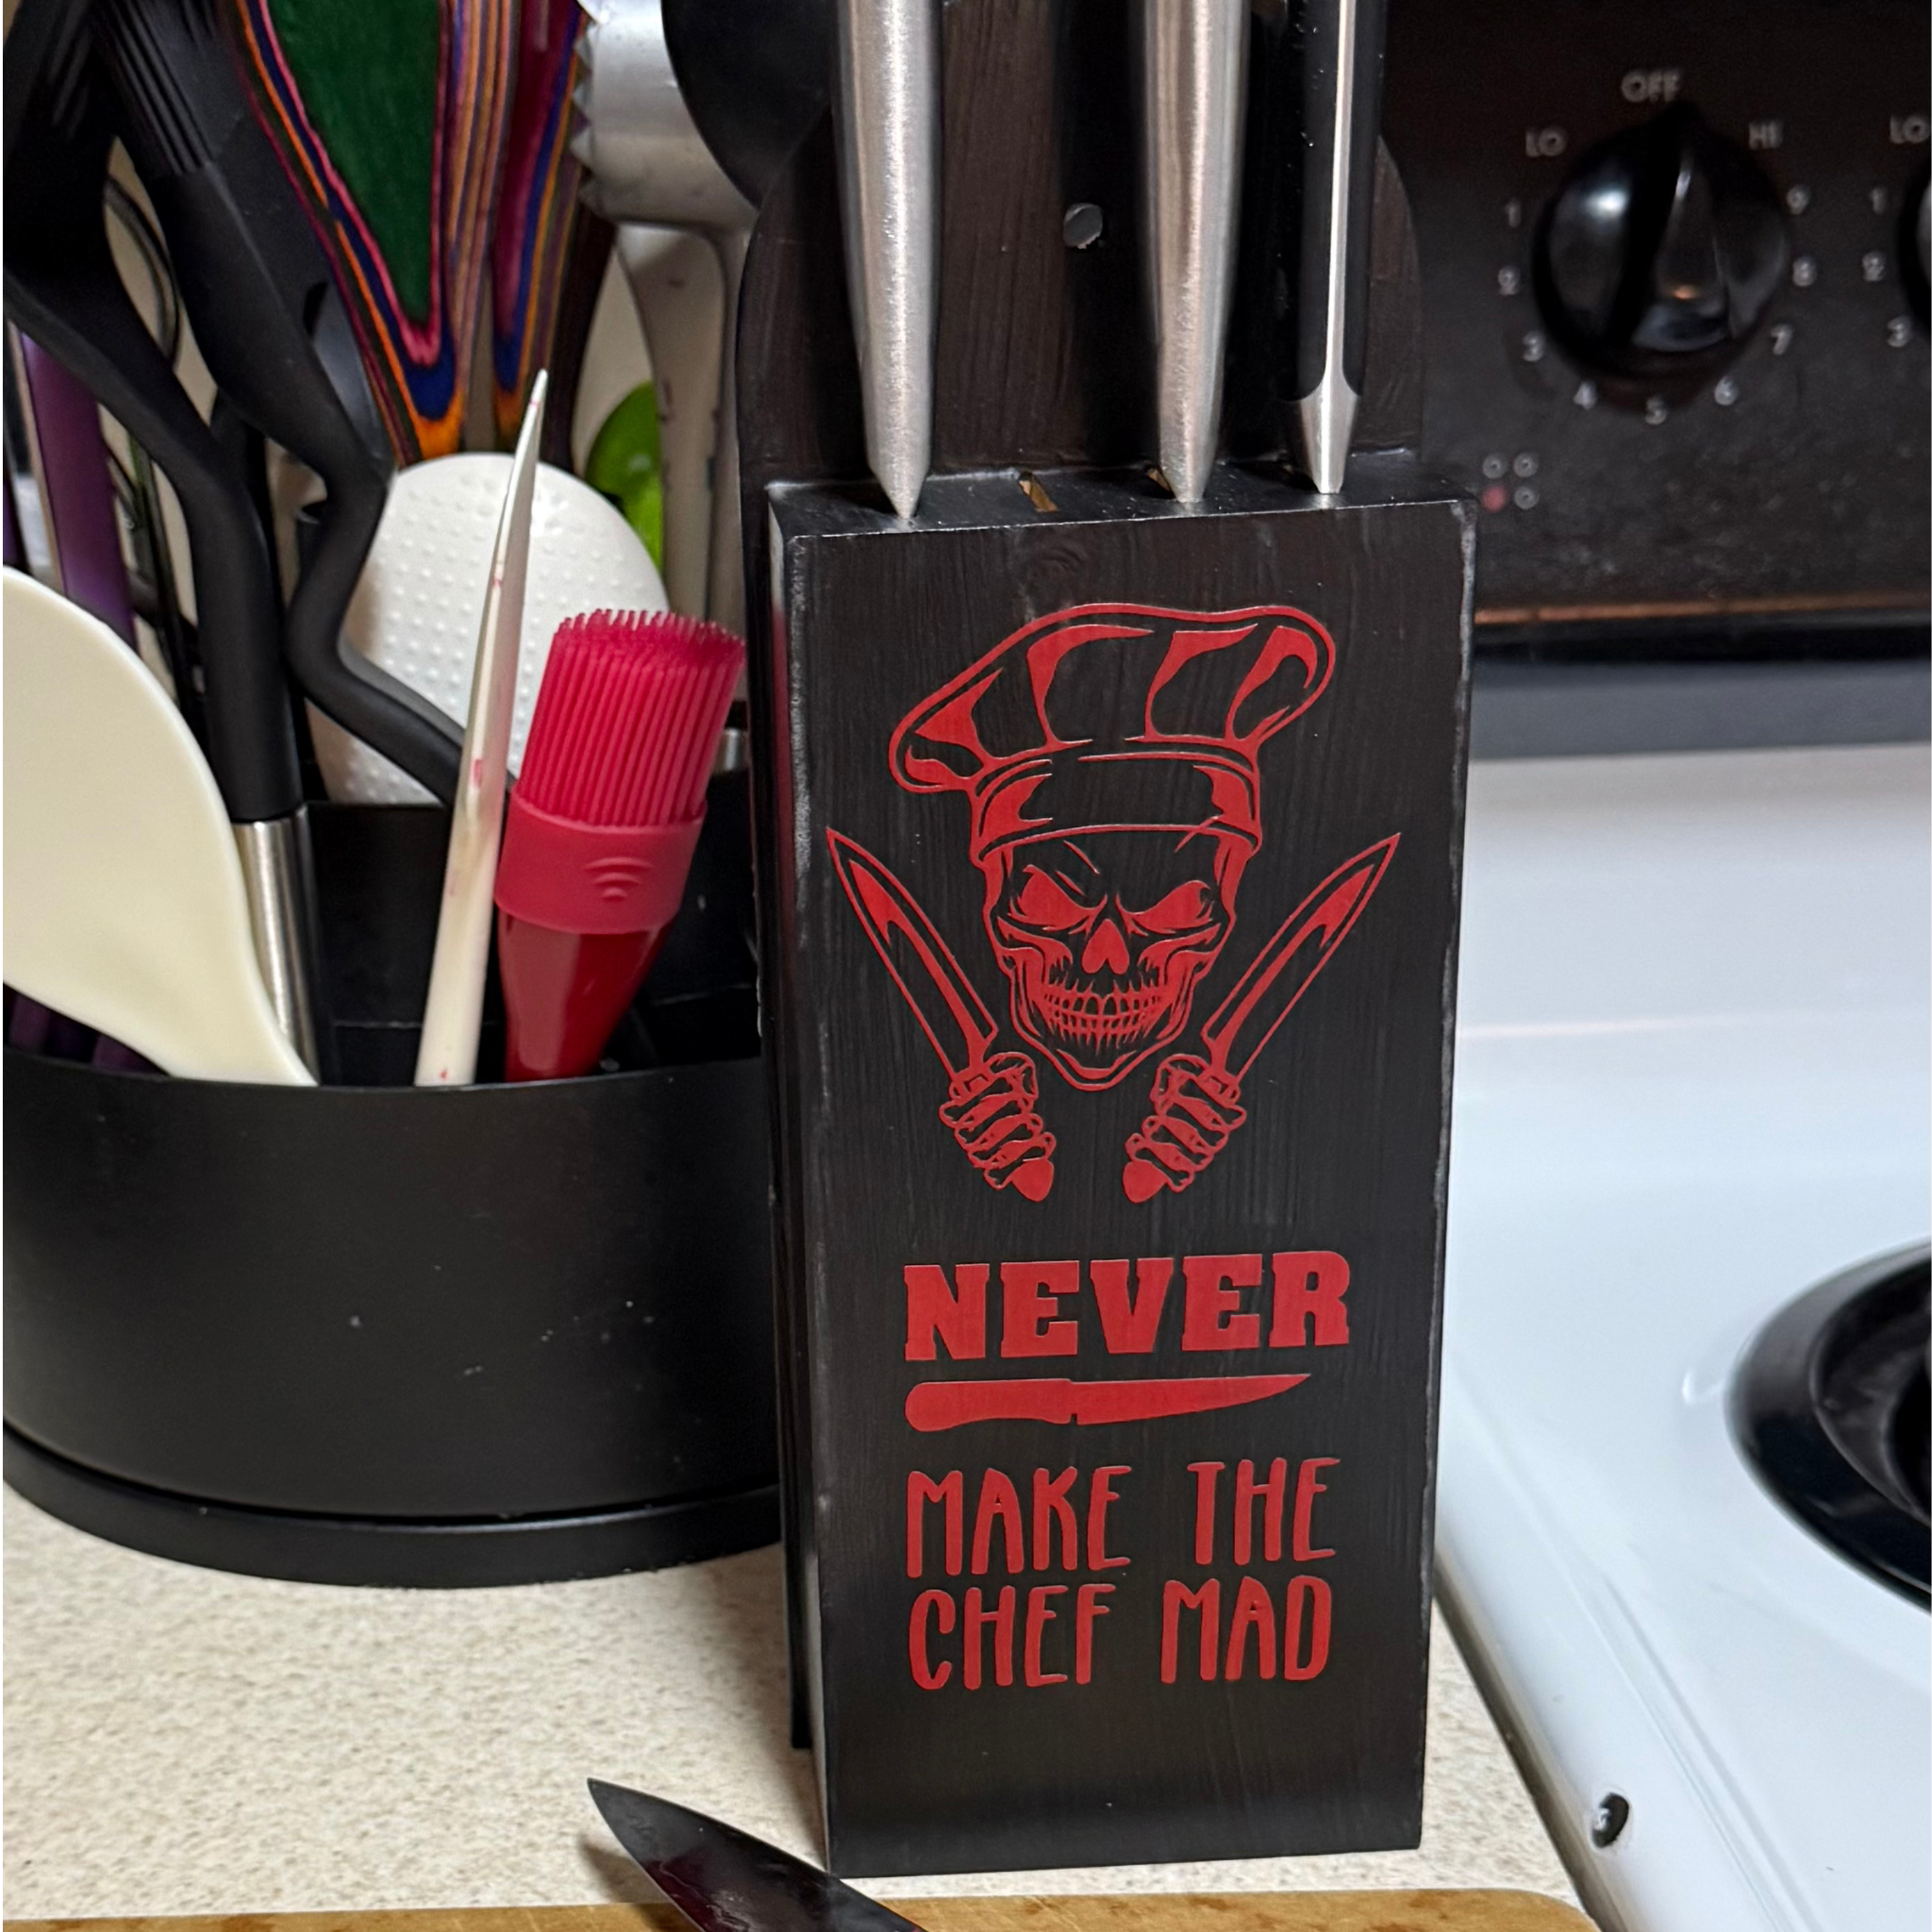 OFF
LO HI LO
1 9 1
2 8 2
3 7 3
4 5 6
NEVER
MAKE THE
CHEF MAD